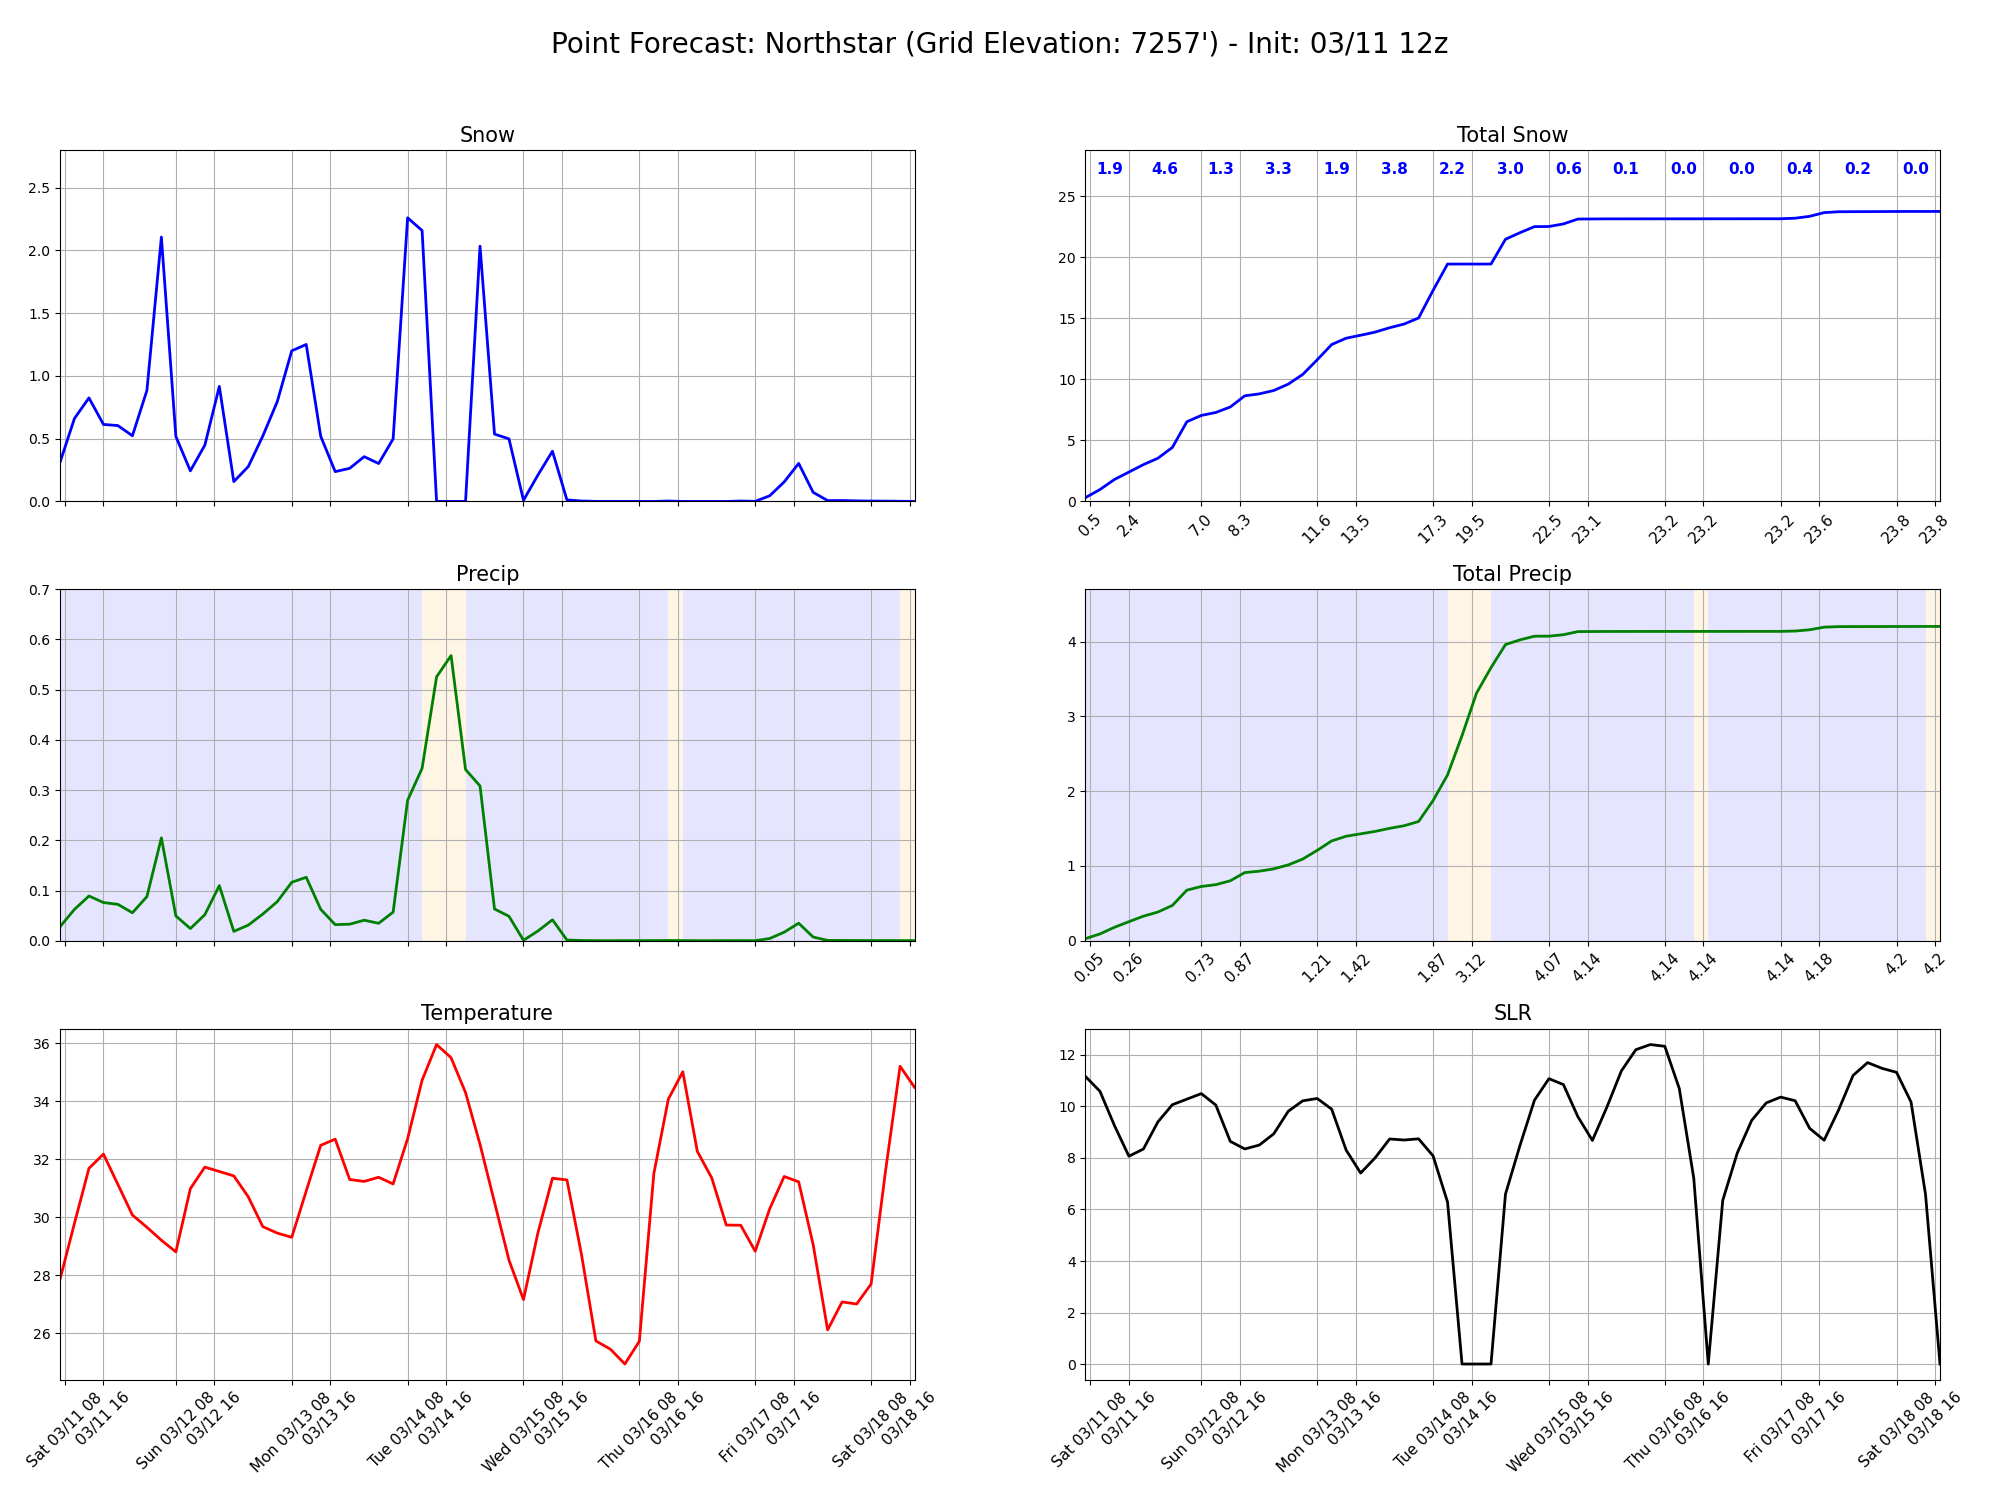 Point Forecast: Northstar (Grid Elevation: 7257') - Init: 03/11 12z
Snow
2.5
2.0
1.5
1.0
0.5
0.0
Total Snow
1.9 4.6 1.3 3.3 1.9 3.8 2.2 3.0 0.6 0.1 0.0 0.0 0.4 0.2 0.0
25
20
15
10
5
0
0.5 2.4 7.0 8.3 11.6 13.5 17.3 19.5 22.5 23.1 23.2 23.2 23.2 23.6 23.8 23.8
Precip
0.7
0.6
0.5
0.4
0.3
0.2
0.1
0.0
Total Precip
4
3
2
1
0
0.05 0.26 0.73 0.87 1.21 1.42 1.87 3.12 4.07 4.14 4.14 4.14 4.14 4.18 4.2 4.2
Temperature
36
34
32
30
28
26
Sat 03/11 08
03/11 16
Sun 03/12 08
03/12 16
Mon 03/13 08
03/13 16
Tue 03/14 08
03/14 16
Wed 03/15 08
03/15 16
Thu 03/16 08
03/16 16
Fri 03/17 08
03/17 16
Sat 03/18 08
03/18 16
SLR
12
10
8
6
4
2
0
Sat 03/11 08
03/11 16
Sun 03/12 08
03/12 16
Mon 03/13 08
03/13 16
Tue 03/14 08
03/14 16
Wed 03/15 08
03/15 16
Thu 03/16 08
03/16 16
Fri 03/17 08
03/17 16
Sat 03/18 08
03/18 16